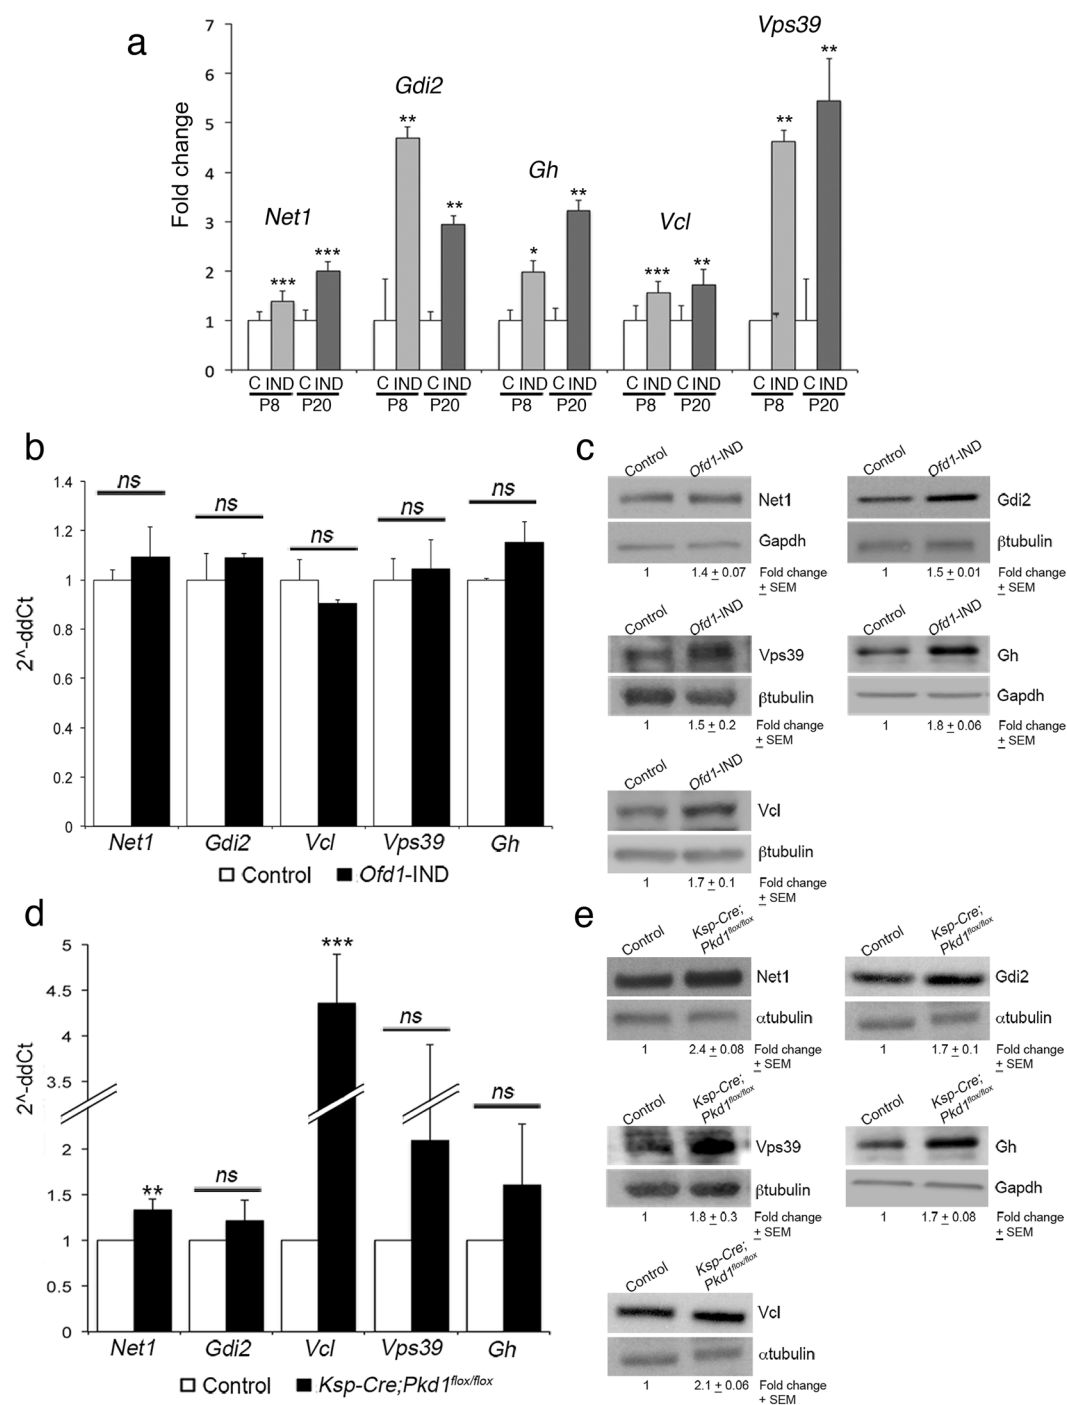 a
Fold change
7
6
5
4
3
2
1
0
Net1
Gdi2
Gh
Vcl
Vps39
*** *** ** ** * ** *** ** ** **
C IND C IND C IND C IND C IND C IND C IND C IND C IND C IND
P8 P20 P8 P20 P8 P20 P8 P20 P8 P20
b
2^-ddCt
1.4
1.2
1
0.8
0.6
0.4
0.2
0
ns ns ns ns ns
Net1 Gdi2 Vcl Vps39 Gh
Control Ofd1-IND
c
Control Ofd1-IND
Net1
Gapdh
1 1.4 ± 0.07 Fold change
± SEM
Control Ofd1-IND
Gdi2
βtubulin
1 1.5 ± 0.01 Fold change
± SEM
Control Ofd1-IND
Vps39
βtubulin
1 1.5 ± 0.2 Fold change
± SEM
Control Ofd1-IND
Gh
Gapdh
1 1.8 ± 0.06 Fold change
± SEM
Control Ofd1-IND
Vcl
βtubulin
1 1.7 ± 0.1 Fold change
± SEM
d
2^-ddCt
5
4.5
4
3.5
2
1.5
1
0.5
0
** ns *** ns ns
Net1 Gdi2 Vcl Vps39 Gh
Control Ksp-Cre;Pkd1flox/flox
e
Control Ksp-Cre;
Pkd1flox/flox
Net1
αtubulin
1 2.4 ± 0.08 Fold change
± SEM
Control Ksp-Cre;
Pkd1flox/flox
Gdi2
αtubulin
1 1.7 ± 0.1 Fold change
± SEM
Control Ksp-Cre;
Pkd1flox/flox
Vps39
βtubulin
1 1.8 ± 0.3 Fold change
± SEM
Control Ksp-Cre;
Pkd1flox/flox
Gh
Gapdh
1 1.7 ± 0.08 Fold change
± SEM
Control Ksp-Cre;
Pkd1flox/flox
Vcl
αtubulin
1 2.1 ± 0.06 Fold change
+ SEM